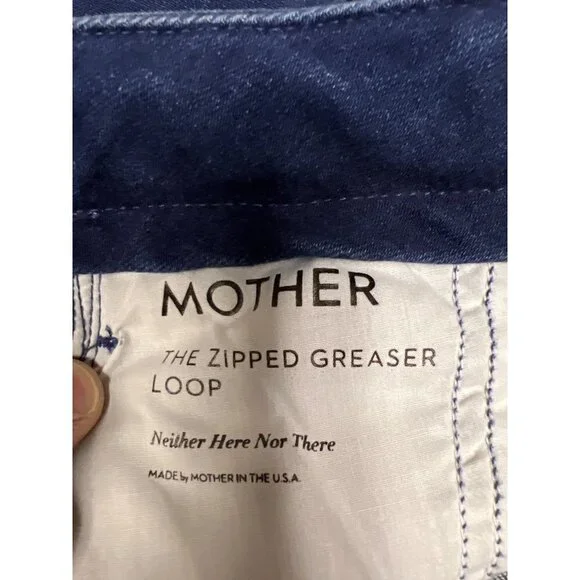 MOTHER
THE ZIPPED GREASER
LOOP
Neither Here Nor There
MADE by MOTHER IN THE U.S.A.